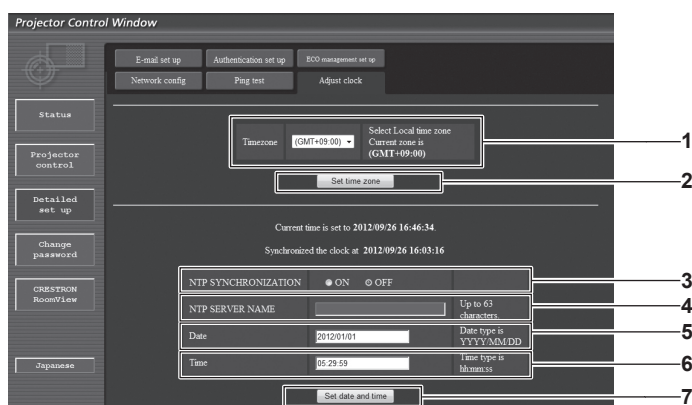 Projector Control Window
E-mail set up
Authentication set up
ECO management set up
Network config
Ping test
Adjust clock
Status
Projector
control
Detailed
set up
Change
password
CRESTRON
RoomView
Japanese
Timezone
(GMT+09:00)
Select Local time zone
Current zone is
(GMT+09:00)
1
Set time zone
2
Current time is set to 2012/09/26 16:46:34.
Synchronized the clock at 2012/09/26 16:03:16
NTP SYNCHRONIZATION ON OFF
3
NTP SERVER NAME
Up to 63
characters.
4
Date
2012/01/01
Date type is
YYYY/MM/DD
5
Time
05:29:59
Time type is
hh:mm:ss
6
Set date and time
7